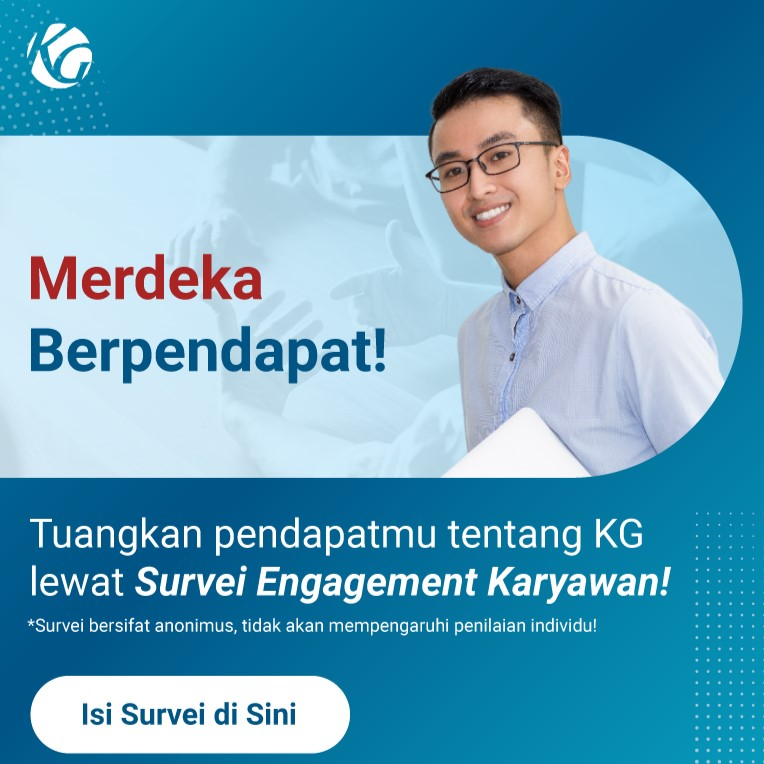 KG
Merdeka
Berpendapat!
Tuangkan pendapatmu tentang KG
lewat Survei Engagement Karyawan!
*Survei bersifat anonimus, tidak akan mempengaruhi penilaian individu!
Isi Survei di Sini